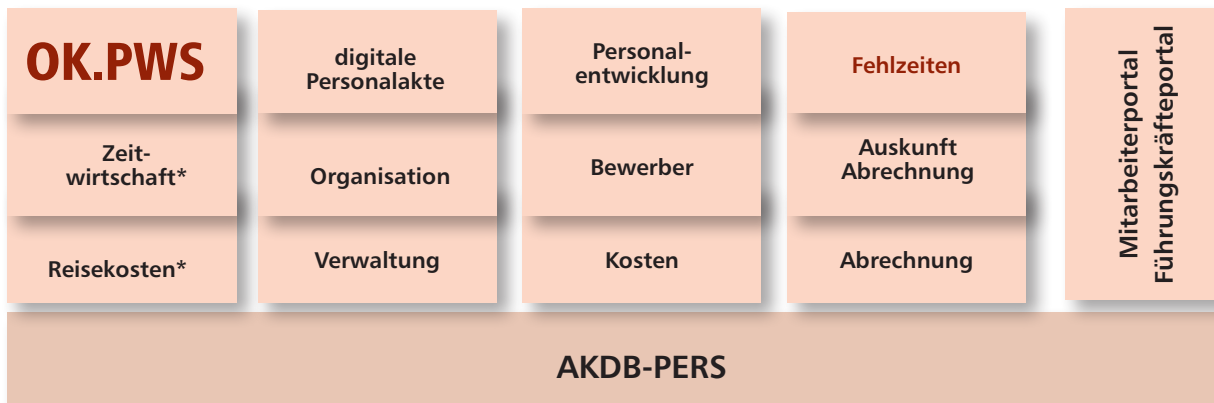 OK.PWS
Zeit-
wirtschaft*
Reisekosten*
digitale
Personalakte
Organisation
Verwaltung
Personal-
entwicklung
Bewerber
Kosten
Fehlzeiten
Auskunft
Abrechnung
Abrechnung
Mitarbeiterportal
Führungskräfteportal
AKDB-PERS